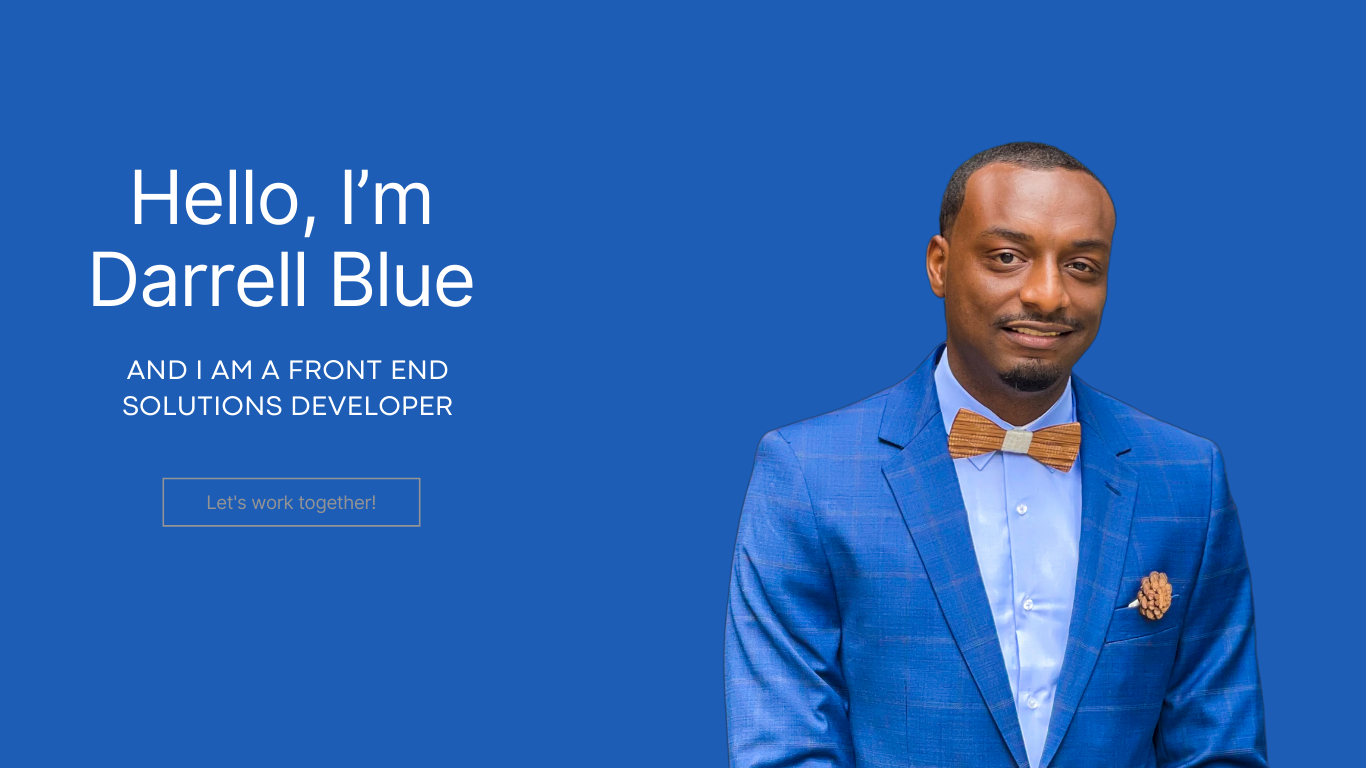 Hello, I’m
Darrell Blue
AND I AM A FRONT END
SOLUTIONS DEVELOPER
Let's work together!